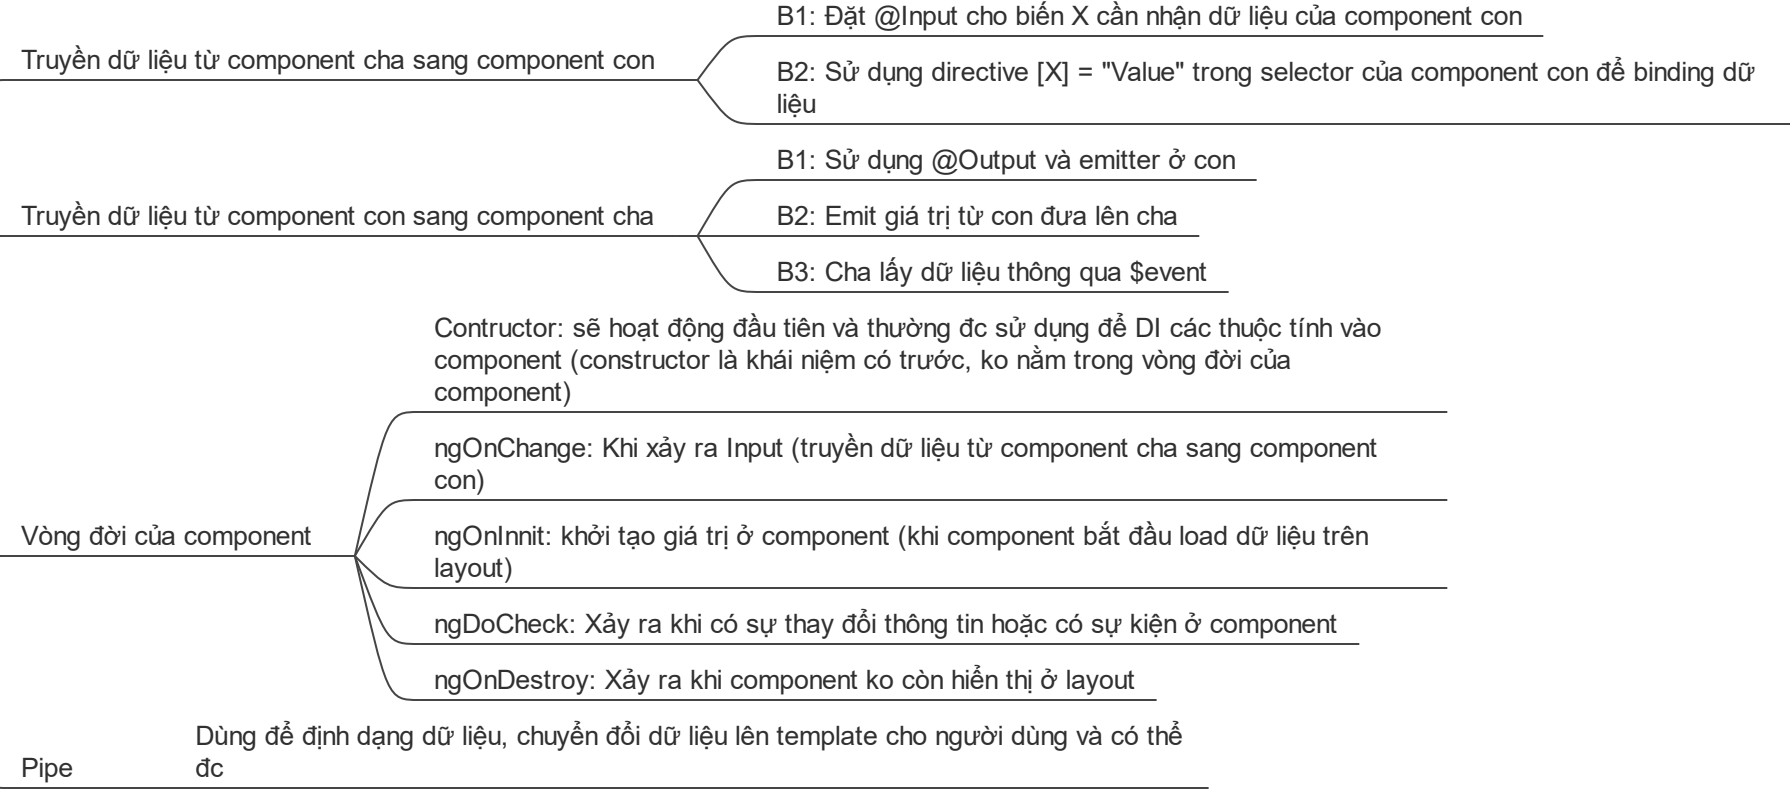 Truyền dữ liệu từ component cha sang component con
B1: Đặt @Input cho biến X cần nhận dữ liệu của component con
B2: Sử dụng directive [X] = "Value" trong selector của component con để binding dữ
liệu
Truyền dữ liệu từ component con sang component cha
B1: Sử dụng @Output và emitter ở con
B2: Emit giá trị từ con đưa lên cha
B3: Cha lấy dữ liệu thông qua $event
Vòng đời của component
Contructor: sẽ hoạt động đầu tiên và thường đc sử dụng để DI các thuộc tính vào
component (constructor là khái niệm có trước, ko nằm trong vòng đời của
component)
ngOnChange: Khi xảy ra Input (truyền dữ liệu từ component cha sang component
con)
ngOnInnit: khởi tạo giá trị ở component (khi component bắt đầu load dữ liệu trên
layout)
ngDoCheck: Xảy ra khi có sự thay đổi thông tin hoặc có sự kiện ở component
ngOnDestroy: Xảy ra khi component ko còn hiển thị ở layout
Pipe
Dùng để định dạng dữ liệu, chuyển đổi dữ liệu lên template cho người dùng và có thể
đc